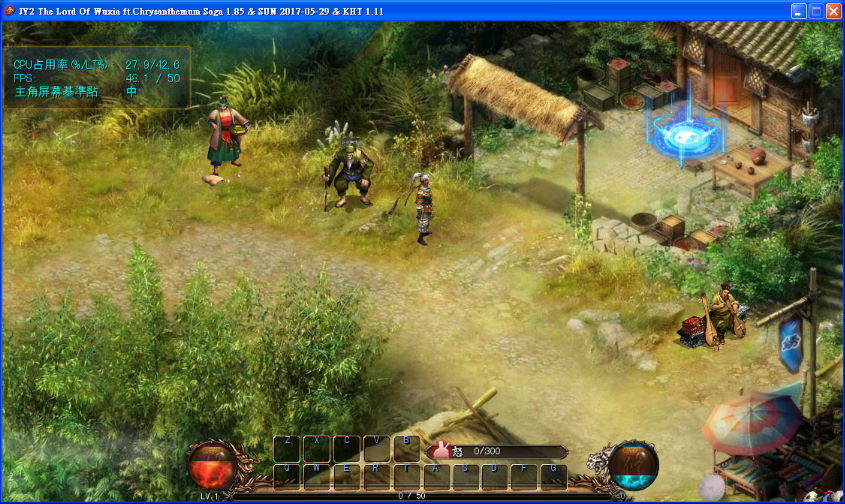 JY2 The Lord Of Wuxia ft.Chrysanthemum Saga 1.85 & SUN 2017-05-29 & KHT 1.11
CPU占用率(%/LT%) 27.9/42.6
FPS: 48.1 / 50
主角屏幕基準點 中
Z X C V B
怒 0/300
Q W E R T A S D F G
LV.1 0 / 50 0